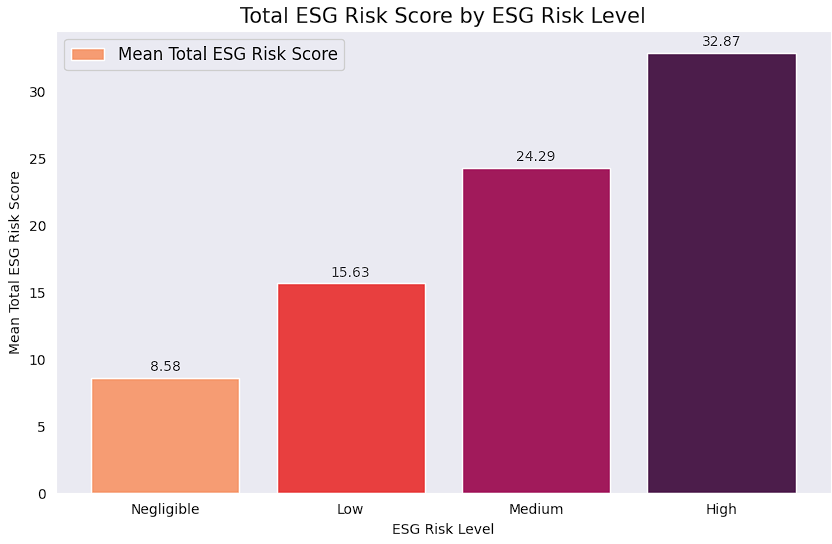 Total ESG Risk Score by ESG Risk Level
Mean Total ESG Risk Score
Mean Total ESG Risk Score
30
25
20
15
10
5
0
8.58
15.63
24.29
32.87
Negligible
Low
Medium
High
ESG Risk Level